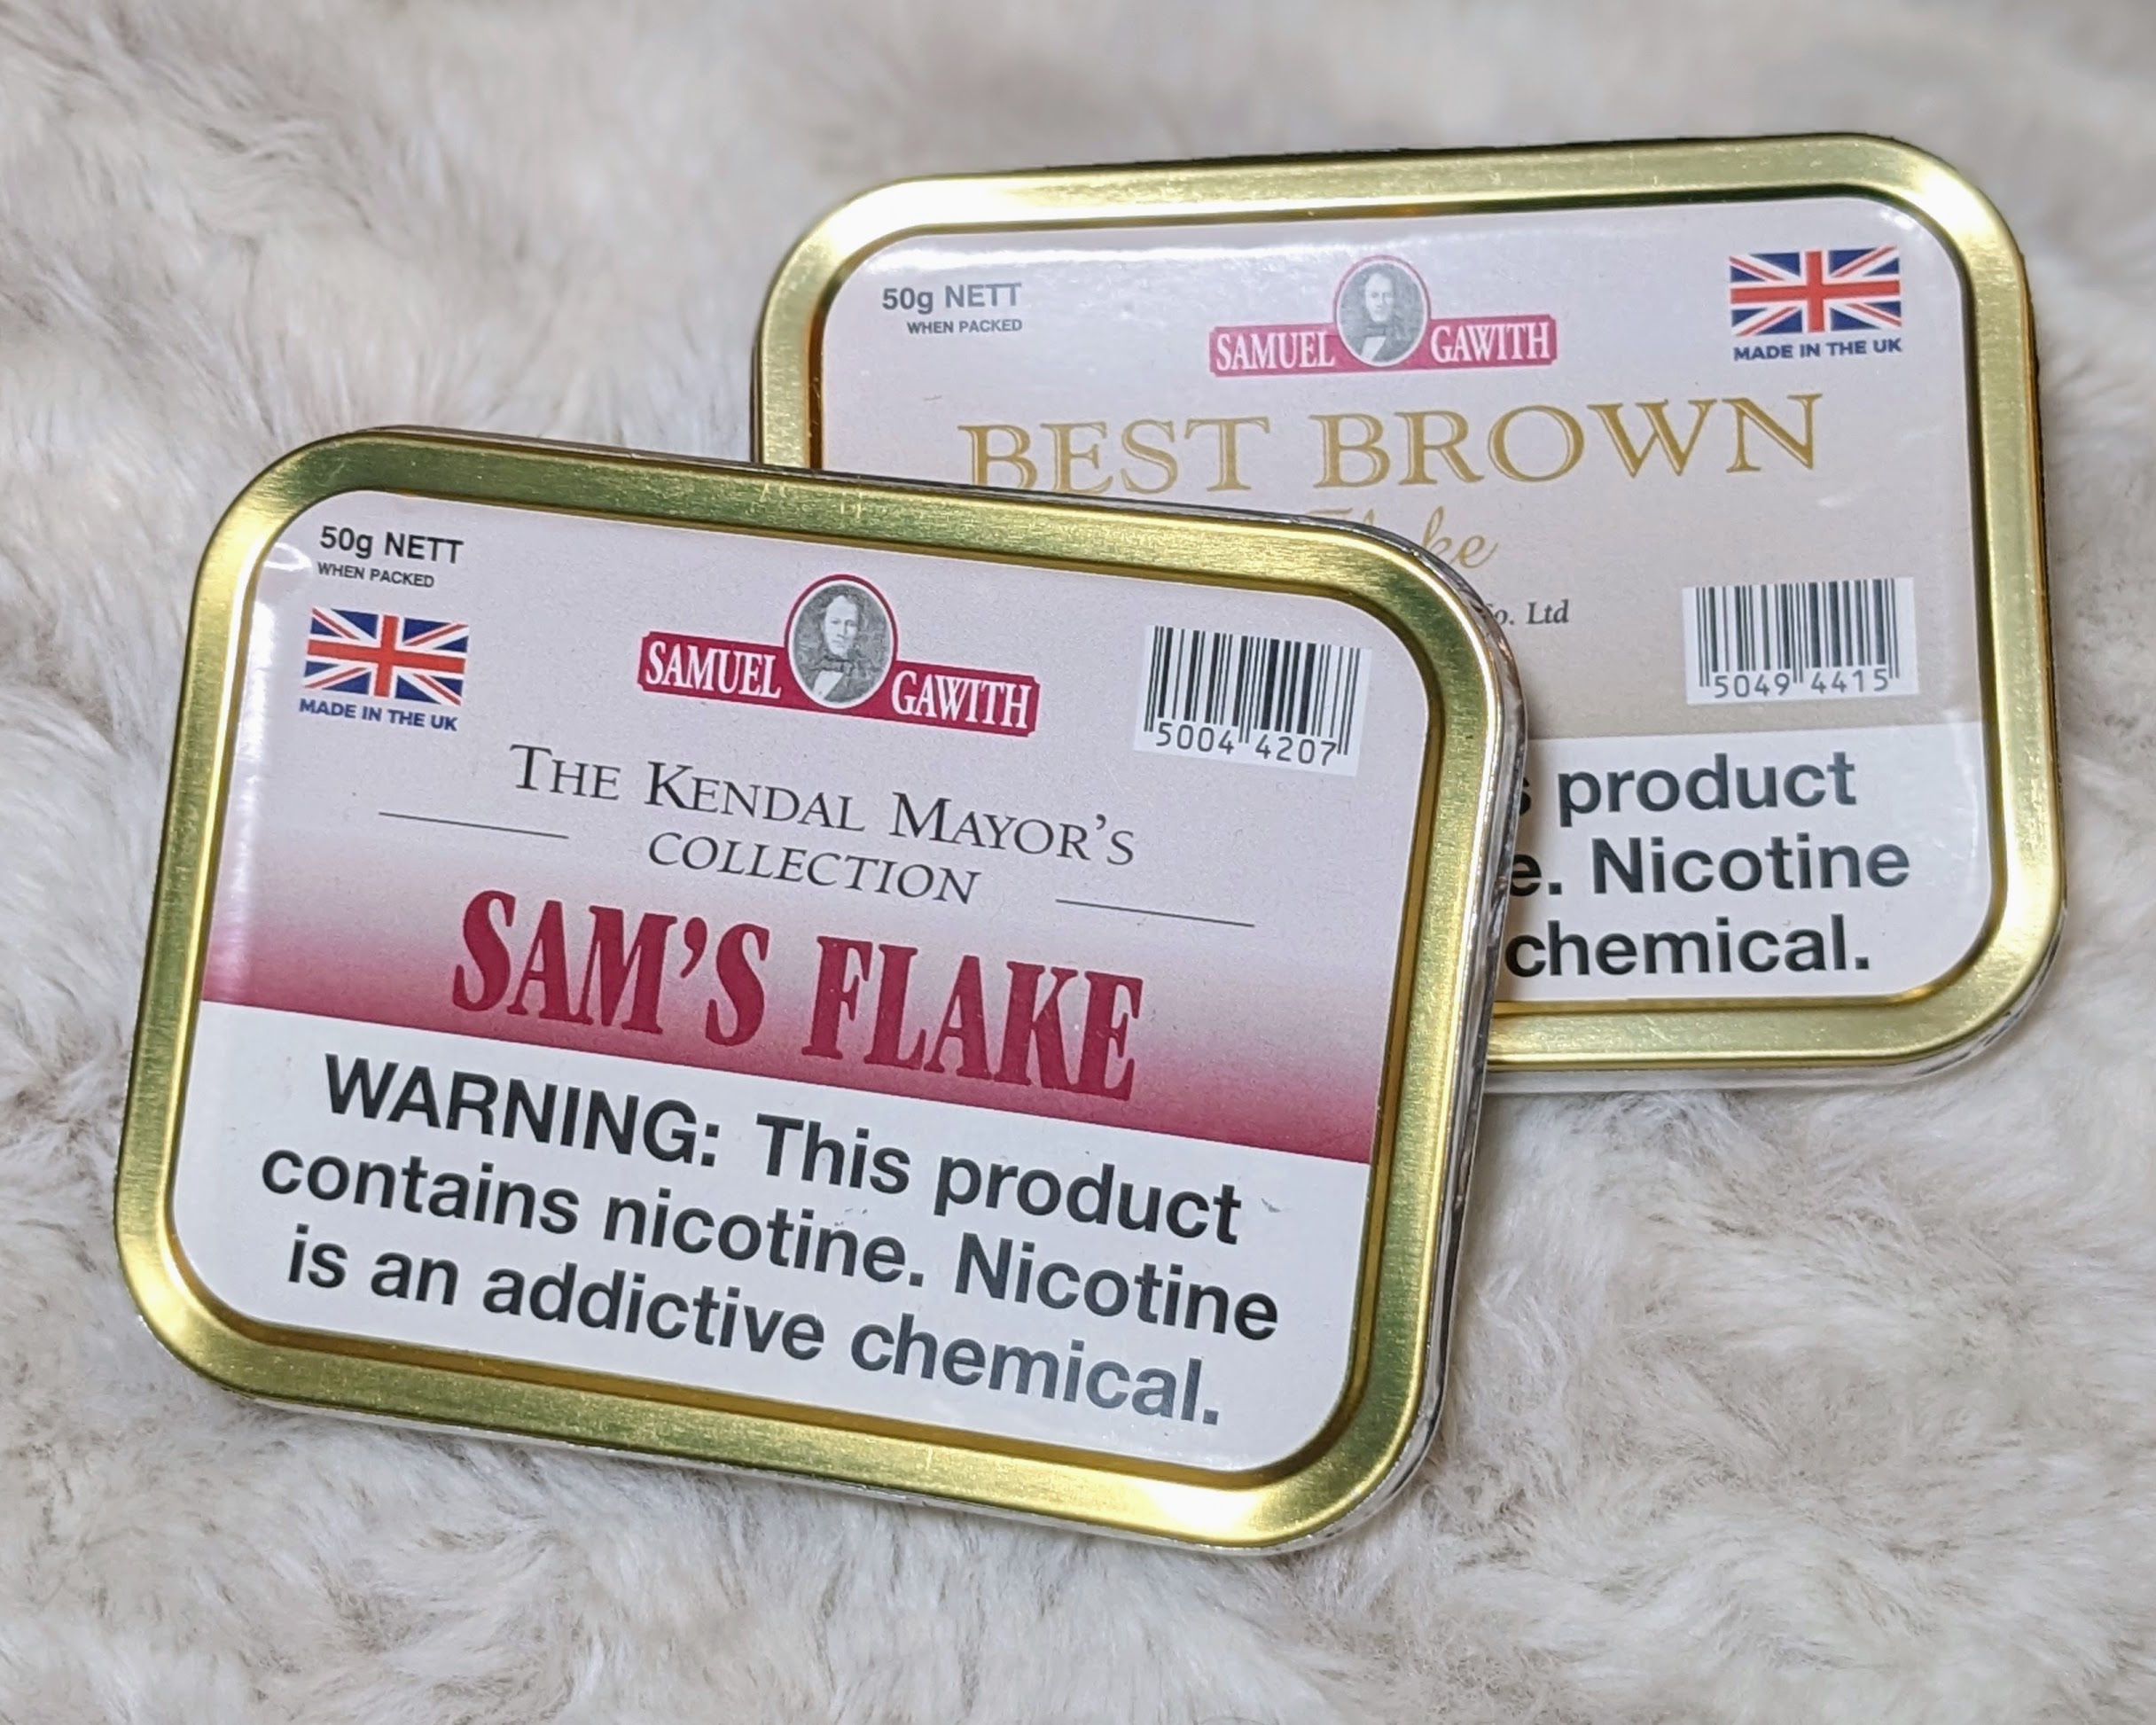 50g NETT
WHEN PACKED
SAMUEL GAWITH
MADE IN THE UK
BEST BROWN
Co. Ltd
5049 4415
product
. Nicotine
chemical.
50g NETT
WHEN PACKED
MADE IN THE UK
SAMUEL GAWITH
5004 4207
THE KENDAL MAYOR'S
COLLECTION
SAM'S FLAKE
WARNING: This product
contains nicotine. Nicotine
is an addictive chemical.